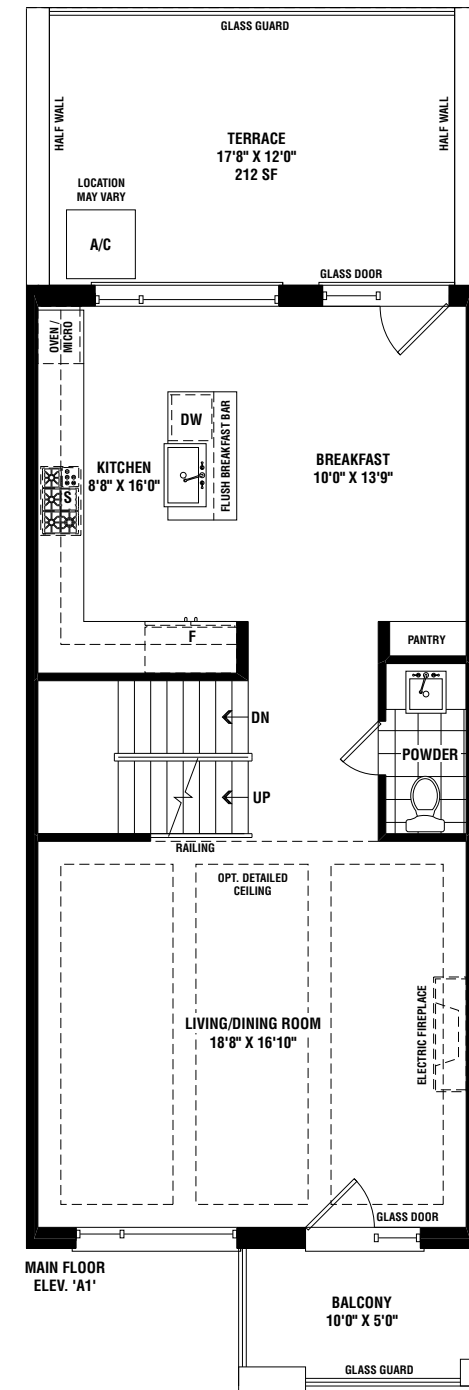 GLASS GUARD
HALF WALL
HALF WALL
TERRACE
17'8" X 12'0"
212 SF
LOCATION
MAY VARY
A/C
GLASS DOOR
OVEN /
MICRO
DW
FLUSH BREAKFAST BAR
KITCHEN
8'8" X 16'0"
BREAKFAST
10'0" X 13'9"
S
F
PANTRY
DN
POWDER
UP
RAILING
OPT. DETAILED
CEILING
LIVING/DINING ROOM
18'8" X 16'10"
ELECTRIC FIREPLACE
GLASS DOOR
MAIN FLOOR
ELEV. 'A1'
BALCONY
10'0" X 5'0"
GLASS GUARD